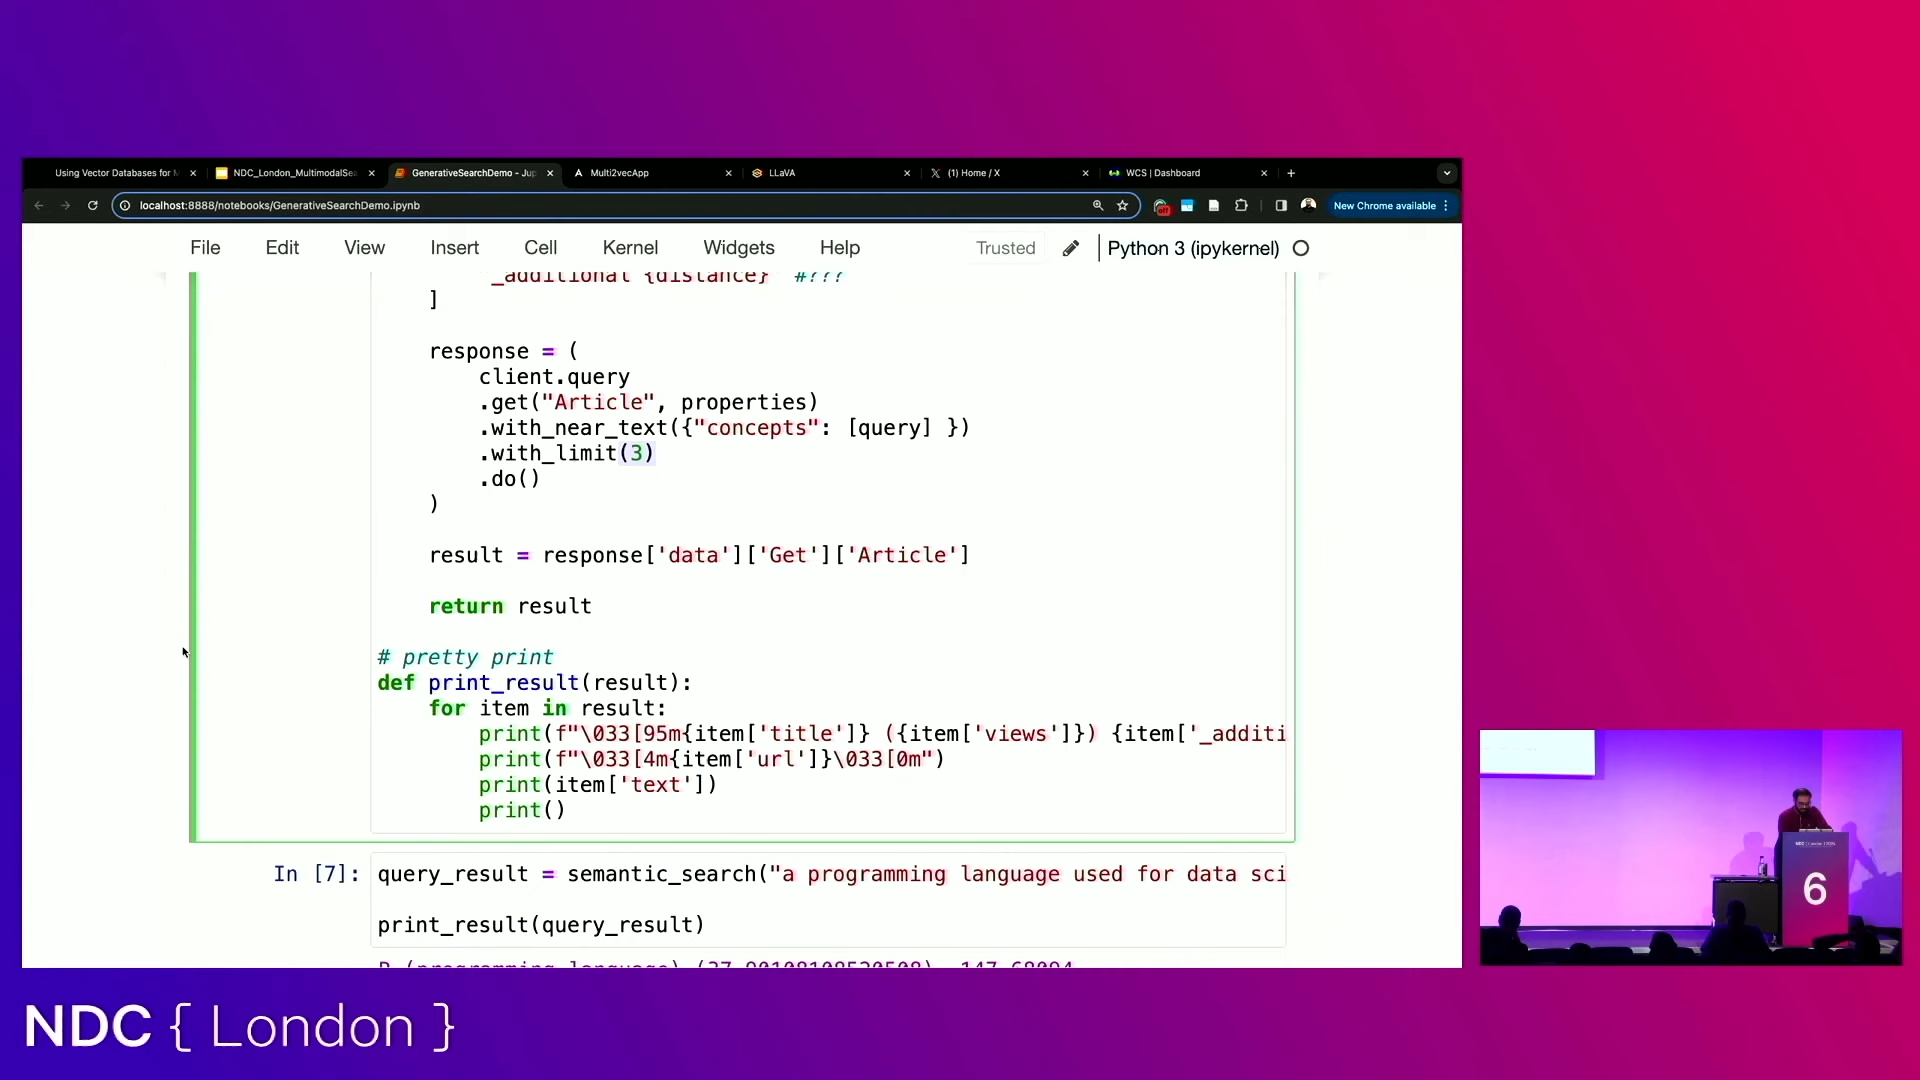 Using Vector Databases for M
NDC_London_MultimodalSea
GenerativeSearchDemo - Jup
Multi2vecApp
LLaVA
(1) Home / X
WCS | Dashboard
localhost:8888/notebooks/GenerativeSearchDemo.ipynb
New Chrome available
File Edit View Insert Cell Kernel Widgets Help
Trusted
Python 3 (ipykernel)
_additional {distance}" #???
]
response = (
client.query
.get("Article", properties)
.with_near_text({"concepts": [query] })
.with_limit(3)
.do()
)
result = response['data']['Get']['Article']
return result
# pretty print
def print_result(result):
for item in result:
print(f"\033[95m{item['title']} ({item['views']}) {item['_additi
print(f"\033[4m{item['url']}\033[0m")
print(item['text'])
print()
In [7]: query_result = semantic_search("a programming language used for data sci
print_result(query_result)
6
NDC { London }